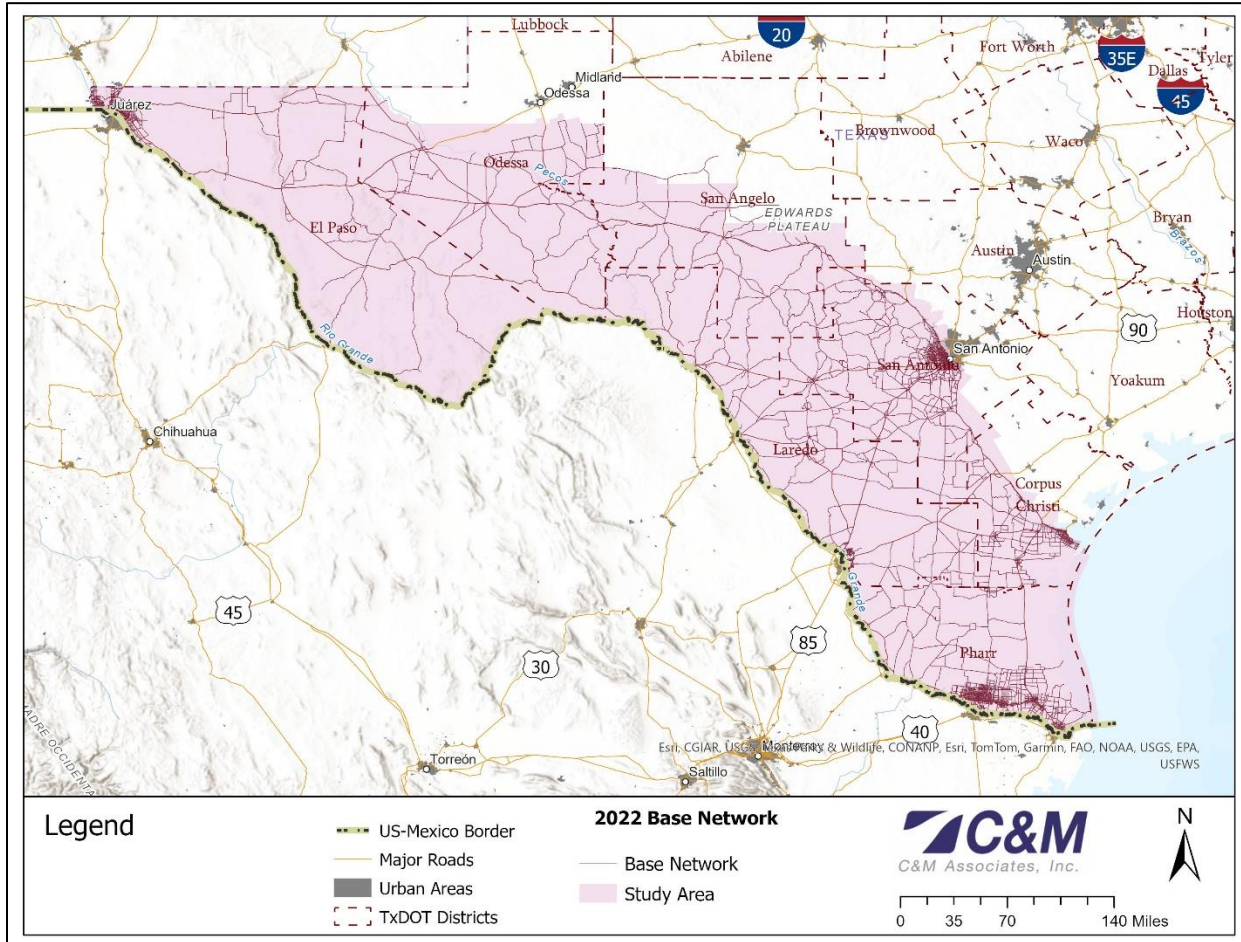 Lubbock
20
Abilene
Fort Worth
35E
Dallas
Tyler
45
Midland
Odessa
Juárez
TEXAS
Brownwood
Waco
Odessa
Pecos
San Angelo
EDWARDS
PLATEAU
Bryan
Brazos
El Paso
Austin
Austin
Houston
90
Rio Grande
San Antonio
San Antonio
Yoakum
Chihuahua
Laredo
Corpus
Christi
Grande
45
85
30
Pharr
40
Monterrey
Esri, CGIAR, USGS, & Wildlife, CONANP, Esri, TomTom, Garmin, FAO, NOAA, USGS, EPA,
USFWS
Torreón
Saltillo
Legend
US-Mexico Border
Major Roads
Urban Areas
TxDOT Districts
2022 Base Network
Base Network
Study Area
C&M
C&M Associates, Inc.
N
0 35 70 140 Miles